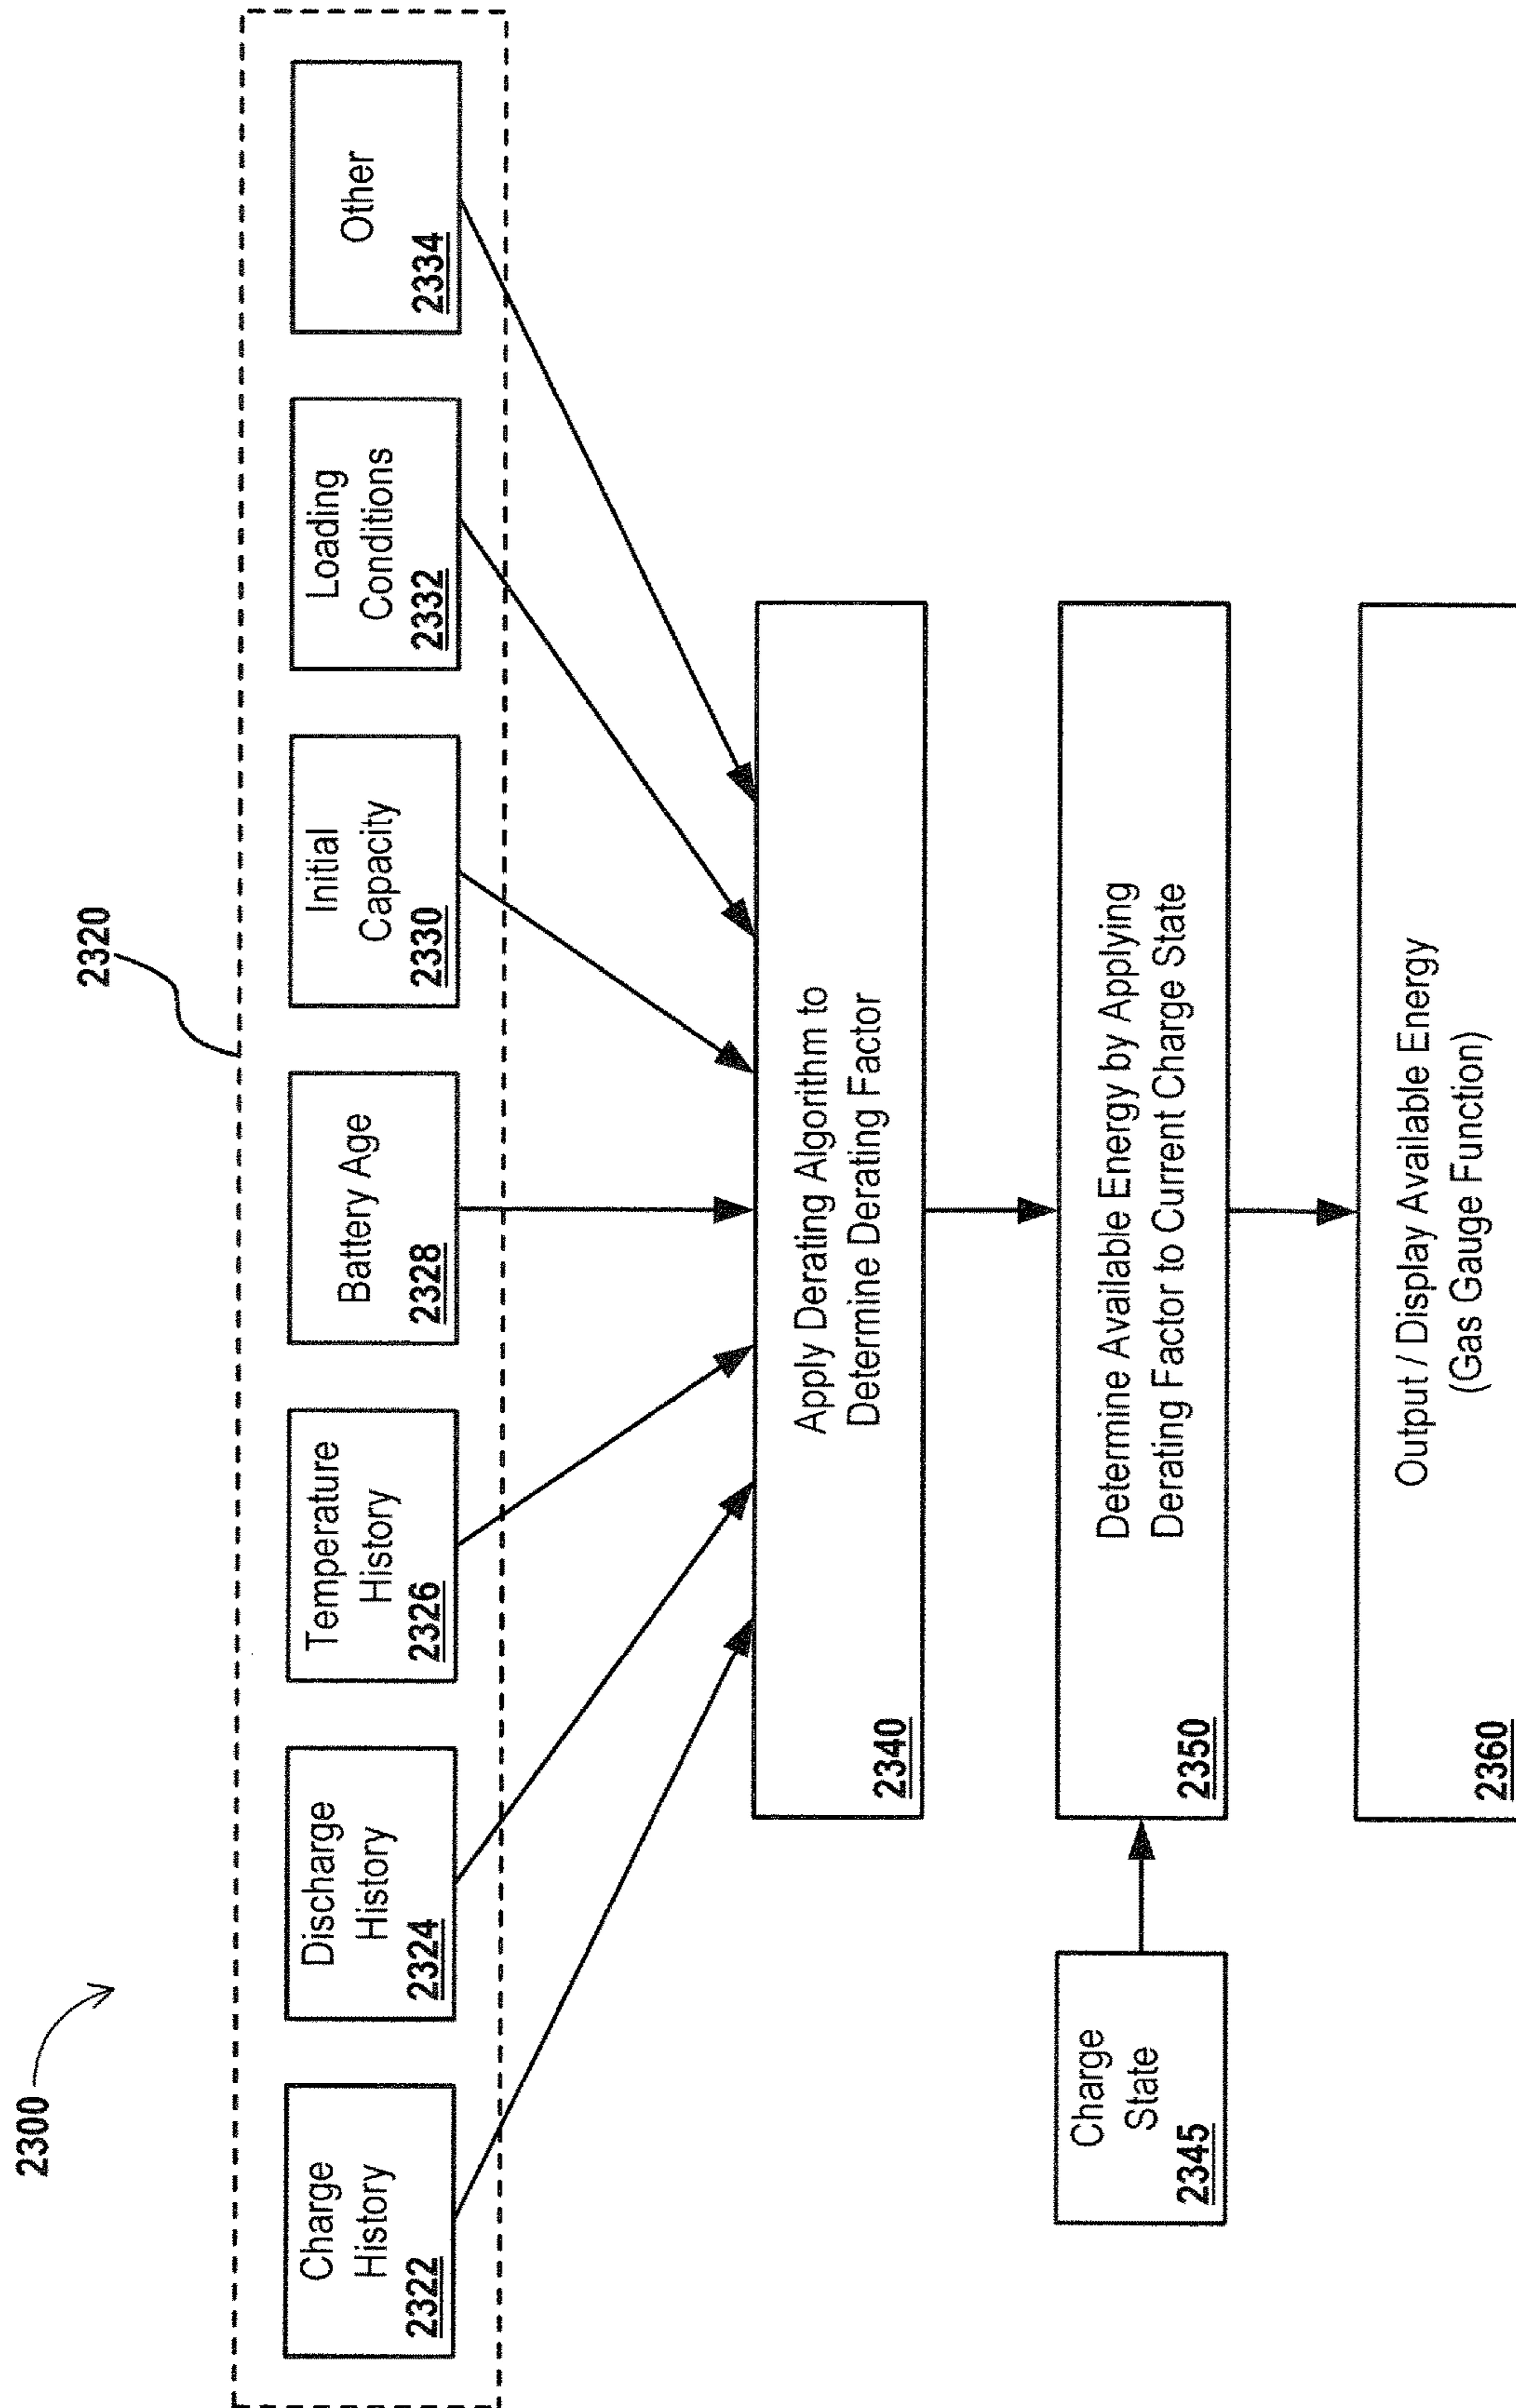 2300
2320
Charge
History
2322
Discharge
History
2324
Temperature
History
2326
Battery Age
2328
Initial
Capacity
2330
Loading
Conditions
2332
Other
2334
Apply Derating Algorithm to
Determine Derating Factor
2340
Charge
State
2345
Determine Available Energy by Applying
Derating Factor to Current Charge State
2350
Output / Display Available Energy
(Gas Gauge Function)
2360